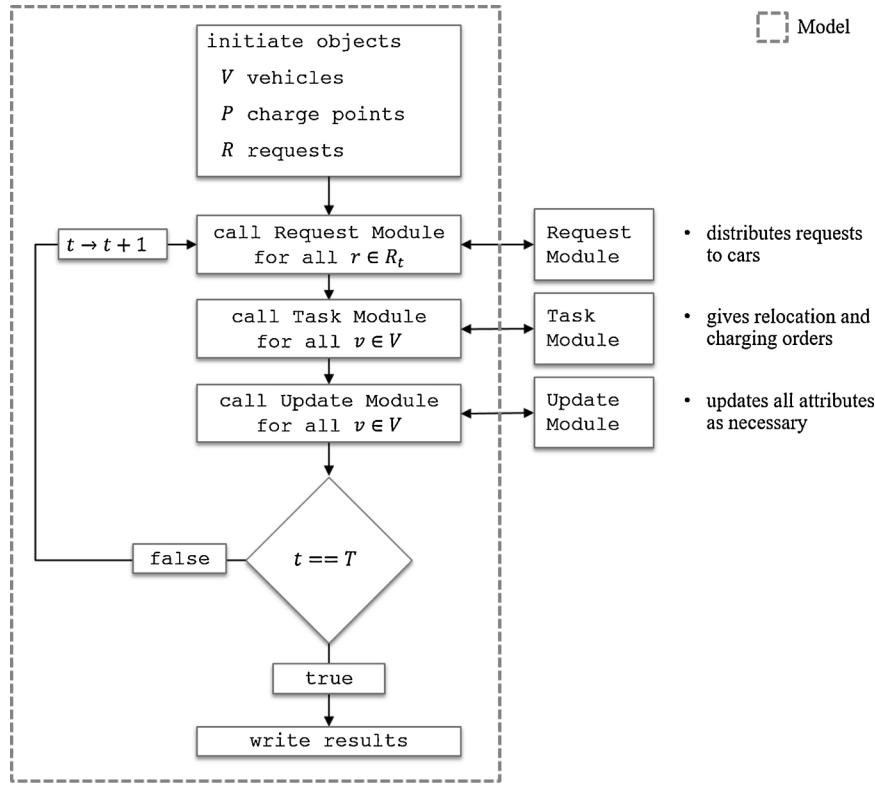 initiate objects
V vehicles
P charge points
R requests
Model
t → t + 1
call Request Module
for all r ∈ Rₜ
Request
Module
• distributes requests
to cars
call Task Module
for all v ∈ V
Task
Module
• gives relocation and
charging orders
call Update Module
for all v ∈ V
Update
Module
• updates all attributes
as necessary
false
t == T
true
write results